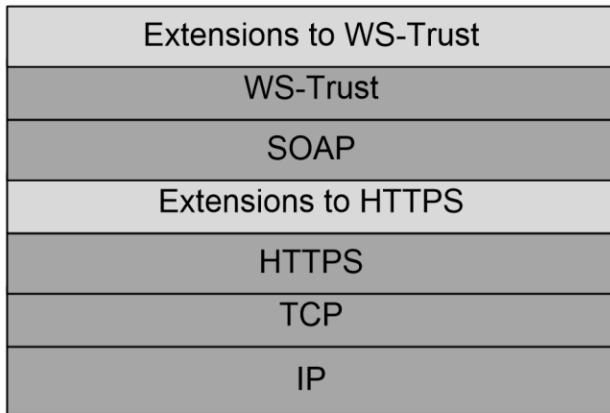 Extensions to WS-Trust
WS-Trust
SOAP
Extensions to HTTPS
HTTPS
TCP
IP